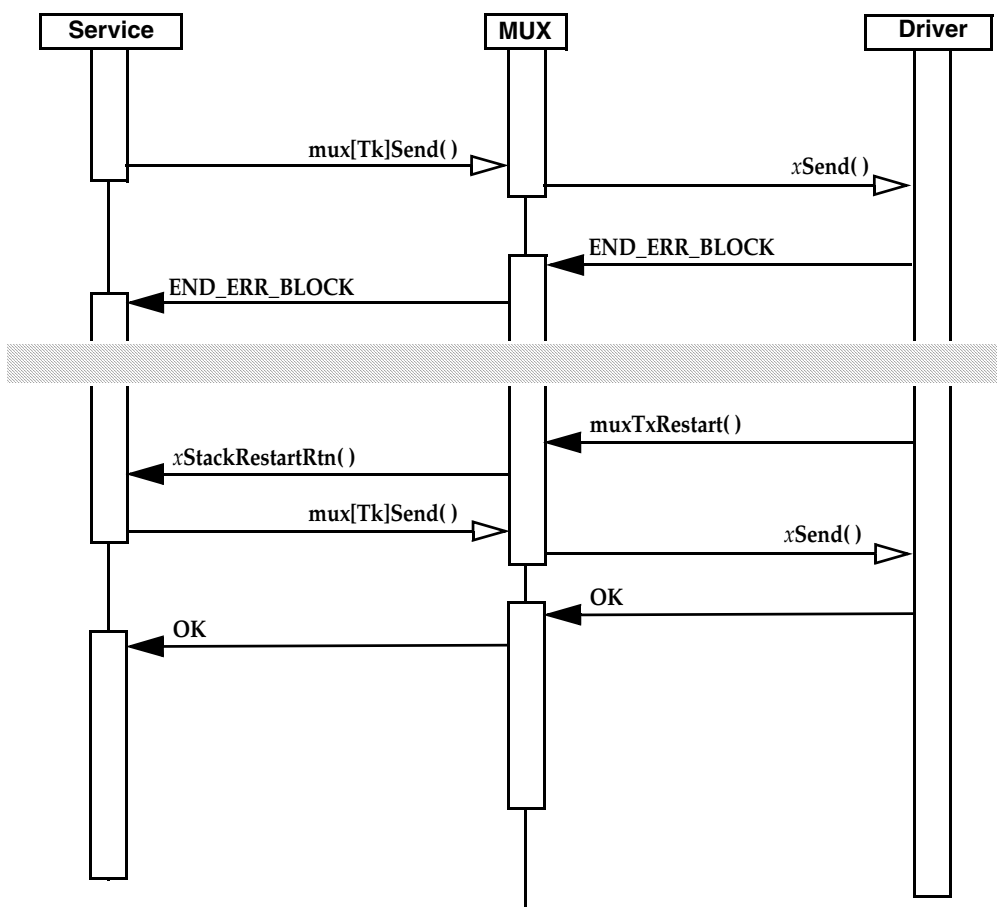 Service
MUX
Driver
mux[Tk]Send( )
xSend( )
END_ERR_BLOCK
END_ERR_BLOCK
muxTxRestart( )
xStackRestartRtn( )
mux[Tk]Send( )
xSend( )
OK
OK